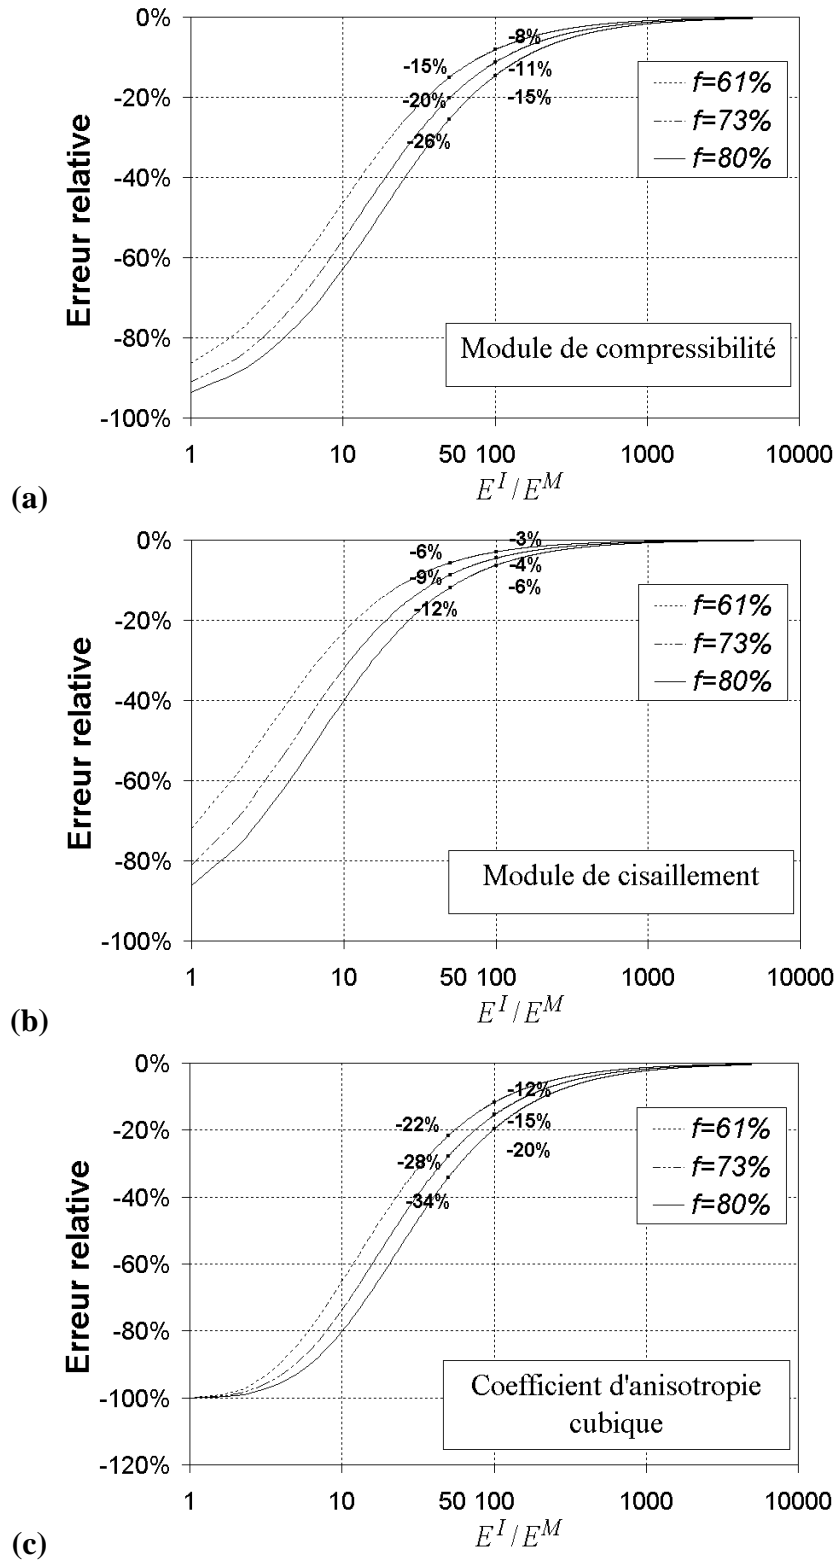 0%
-20%
-40%
-60%
-80%
-100%
Erreur relative
-15%
-20%
-26%
-8%
-11%
-15%
f=61%
f=73%
f=80%
Module de compressibilité
1 10 50 100 1000 10000
E^I / E^M
(a)
0%
-20%
-40%
-60%
-80%
-100%
Erreur relative
-6%
-9%
-12%
-3%
-4%
-6%
f=61%
f=73%
f=80%
Module de cisaillement
1 10 50 100 1000 10000
E^I / E^M
(b)
0%
-20%
-40%
-60%
-80%
-100%
-120%
Erreur relative
-22%
-28%
-34%
-12%
-15%
-20%
f=61%
f=73%
f=80%
Coefficient d'anisotropie
cubique
1 10 50 100 1000 10000
E^I / E^M
(c)